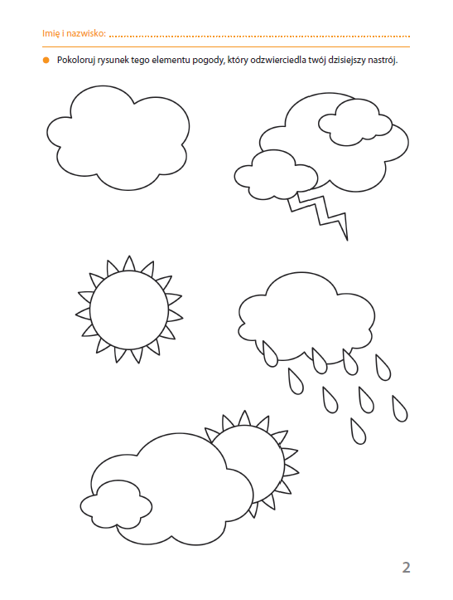 Imię i nazwisko:
Pokoloruj rysunek tego elementu pogody, który odzwierciedla twój dzisiejszy nastrój.
2